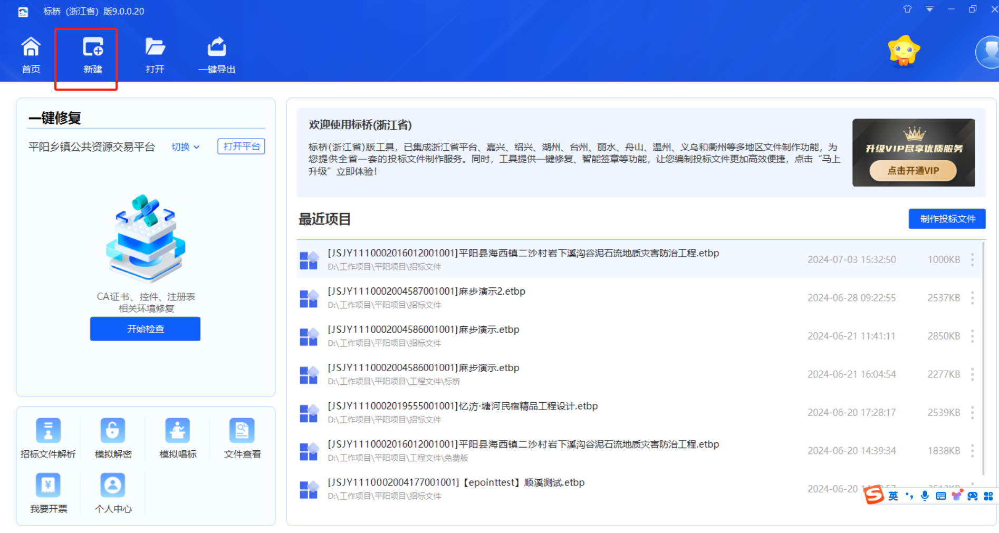 标桥（浙江省）版9.0.0.20
首页
新建
打开
一键导出
一键修复
平阳乡镇公共资源交易平台
切换
打开平台
CA证书、控件、注册表
相关环境修复
开始检查
招标文件解析
模拟解密
模拟唱标
文件查看
我要开票
个人中心
欢迎使用标桥(浙江省)
标桥(浙江省)版工具，已集成浙江省平台、嘉兴、绍兴、湖州、台州、丽水、舟山、温州、义乌和衢州等多地区文件制作功能，为
您提供全省一套的投标文件制作服务。同时，工具提供一键修复、智能签章等功能，让您编制投标文件更加高效便捷，点击“马上
升级”立即体验！
升级VIP尽享优质服务
点击开通VIP
最近项目
制作投标文件
[JSJY1110002016012001001]平阳县海西镇二沙村岩下溪沟谷泥石流地质灾害防治工程.etbp
D:\工作项目\平阳项目\招标文件
2024-07-03 15:32:50
1000KB
[JSJY1110002004587001001]麻步演示2.etbp
D:\工作项目\平阳项目\招标文件
2024-06-28 09:22:55
2537KB
[JSJY1110002004586001001]麻步演示.etbp
D:\工作项目\平阳项目\招标文件
2024-06-21 11:41:11
2850KB
[JSJY1110002004586001001]麻步演示.etbp
D:\工作项目\平阳项目\工程文件\标桥
2024-06-21 16:04:54
2277KB
[JSJY1110002019555001001]忆汸·塘河民宿精品工程设计.etbp
D:\工作项目\平阳项目\招标文件
2024-06-20 17:28:17
2539KB
[JSJY1110002016012001001]平阳县海西镇二沙村岩下溪沟谷泥石流地质灾害防治工程.etbp
D:\工作项目\平阳项目\工程文件\免费版
2024-06-20 14:39:34
1838KB
[JSJY1110002004177001001]【epointtest】顺溪测试.etbp
D:\工作项目\平阳项目\招标文件
2024-06-20
英